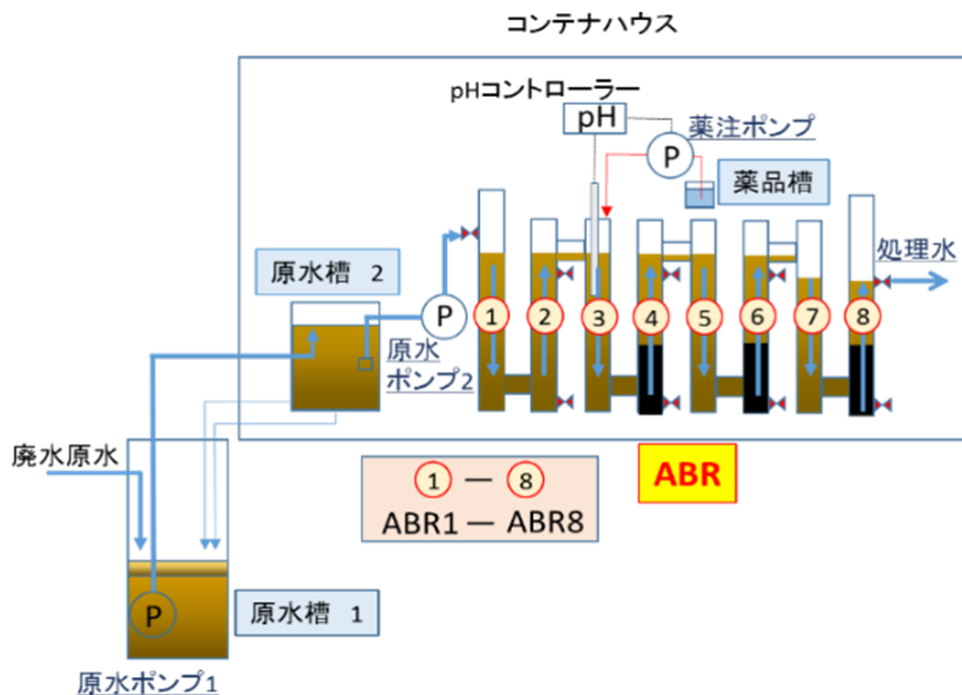 コンテナハウス
pHコントローラー
pH
薬注ポンプ
P
薬品槽
原水槽 2
処理水
P
原水
ポンプ2
1
2
3
4
5
6
7
8
廃水原水
ABR
1 ー 8
ABR1 ー ABR8
P
原水槽 1
原水ポンプ1